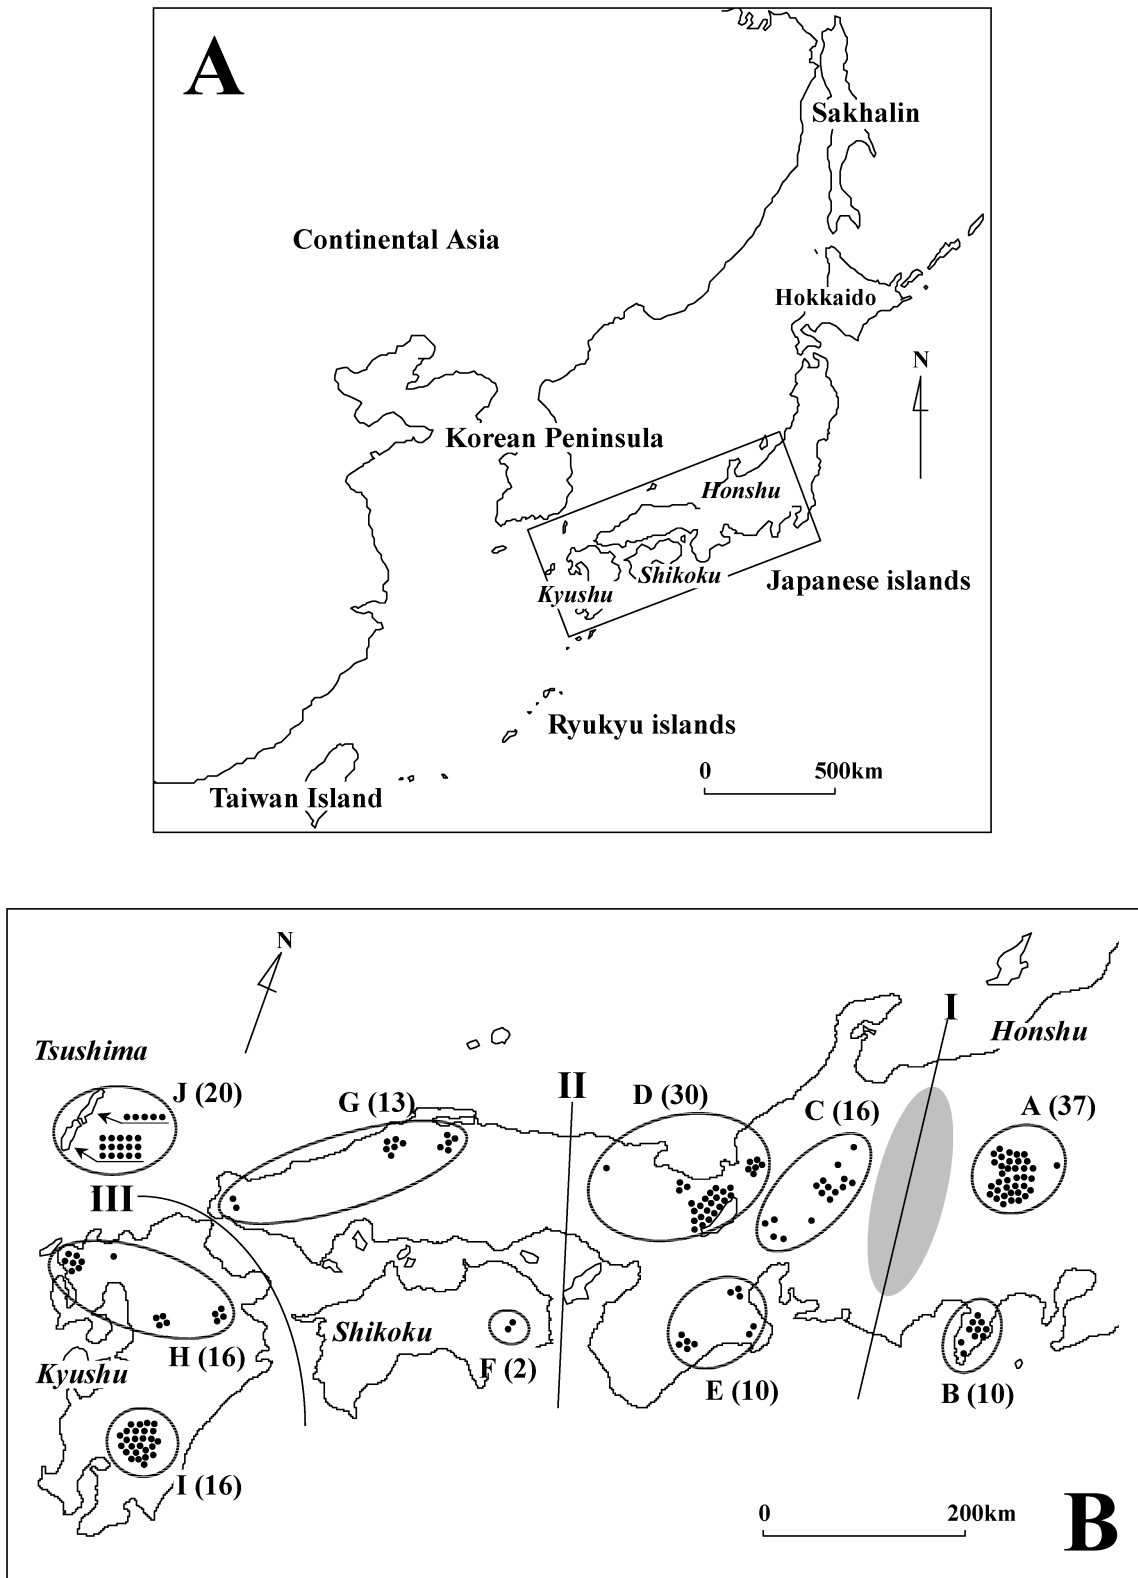 A
Sakhalin
Continental Asia
Hokkaido
N
Korean Peninsula
Honshu
Shikoku
Kyushu
Japanese islands
Ryukyu islands
0 500km
Taiwan Island
N
I
Honshu
Tsushima
J (20)
G (13)
II
D (30)
C (16)
A (37)
III
Shikoku
H (16)
F (2)
Kyushu
E (10)
B (10)
I (16)
0 200km
B